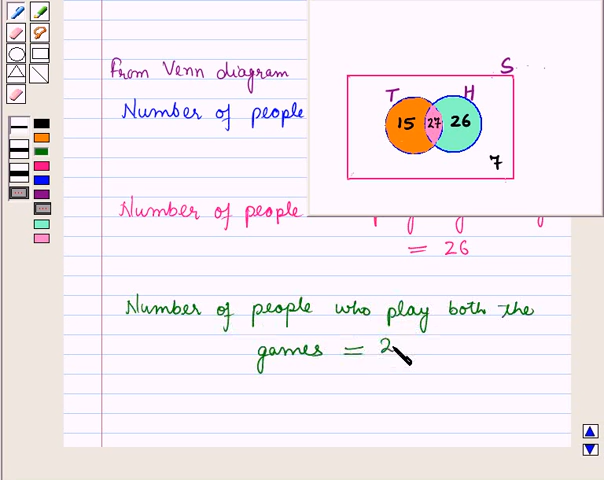 S
T H
15 27 26
7
From Venn diagram
Number of people
Number of people
= 26
Number of people who play both the
games = 2